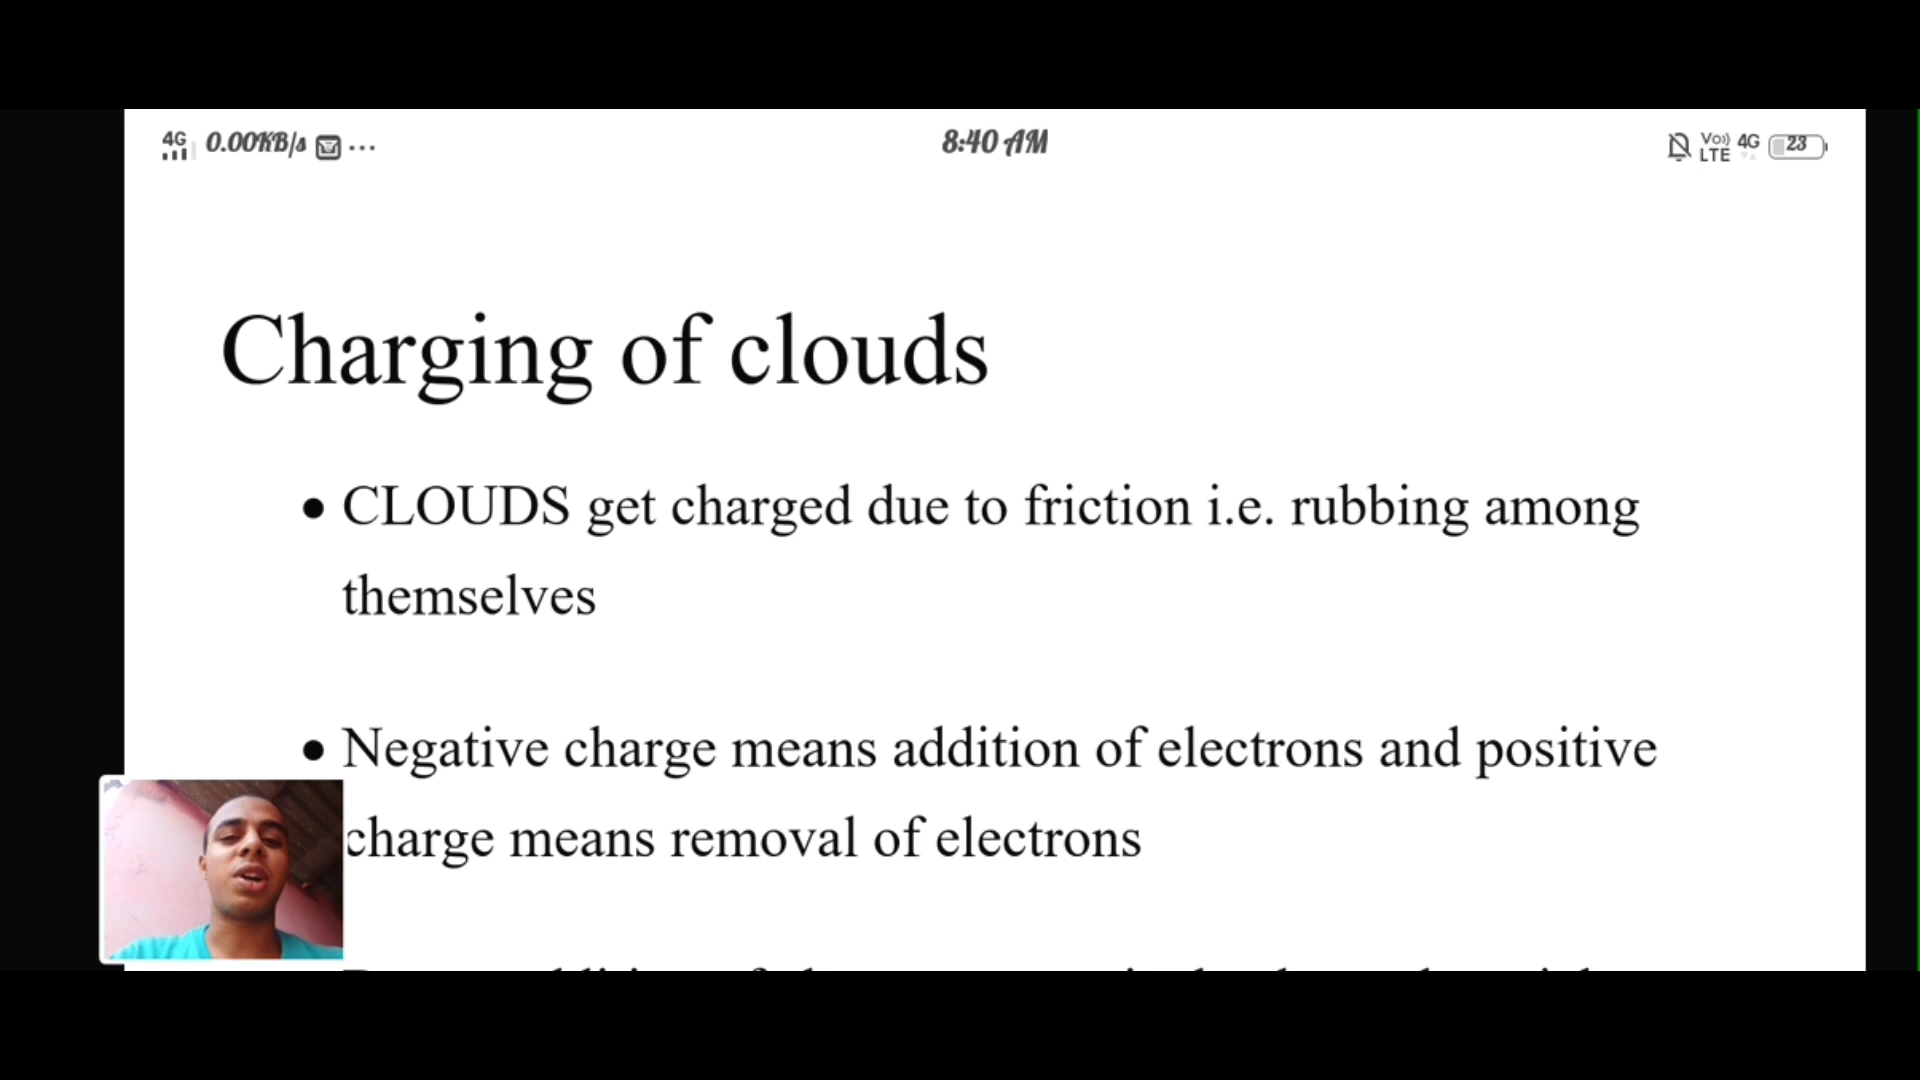 4G 0.00KB/s ...
8:40 AM
Vo)) LTE 4G 23
Charging of clouds
• CLOUDS get charged due to friction i.e. rubbing among
themselves
• Negative charge means addition of electrons and positive
charge means removal of electrons